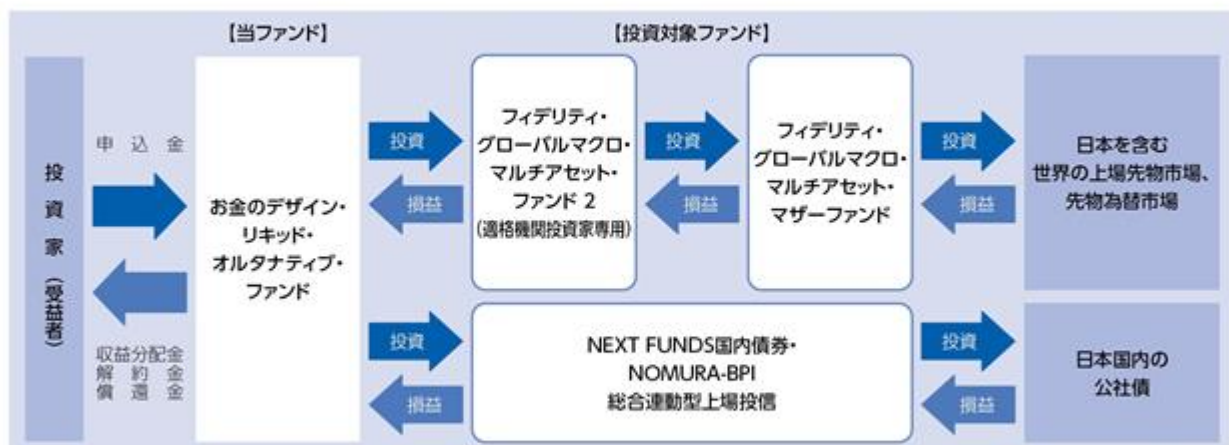 【当ファンド】
【投資対象ファンド】
投資家(受益者)
申込金
収益分配金
解約金
償還金
お金のデザイン・
リキッド・
オルタナティブ・
ファンド
投資
損益
フィデリティ・
グローバルマクロ・
マルチアセット・
ファンド 2
(適格機関投資家専用)
投資
損益
フィデリティ・
グローバルマクロ・
マルチアセット・
マザーファンド
投資
損益
日本を含む
世界の上場先物市場、
先物為替市場
投資
損益
NEXT FUNDS国内債券・
NOMURA-BPI
総合連動型上場投信
投資
損益
日本国内の
公社債